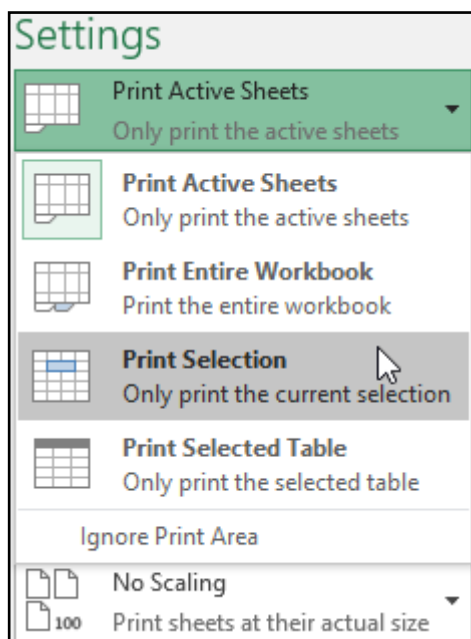 Settings
Print Active Sheets
Only print the active sheets
Print Active Sheets
Only print the active sheets
Print Entire Workbook
Print the entire workbook
Print Selection
Only print the current selection
Print Selected Table
Only print the selected table
Ignore Print Area
No Scaling
100 Print sheets at their actual size